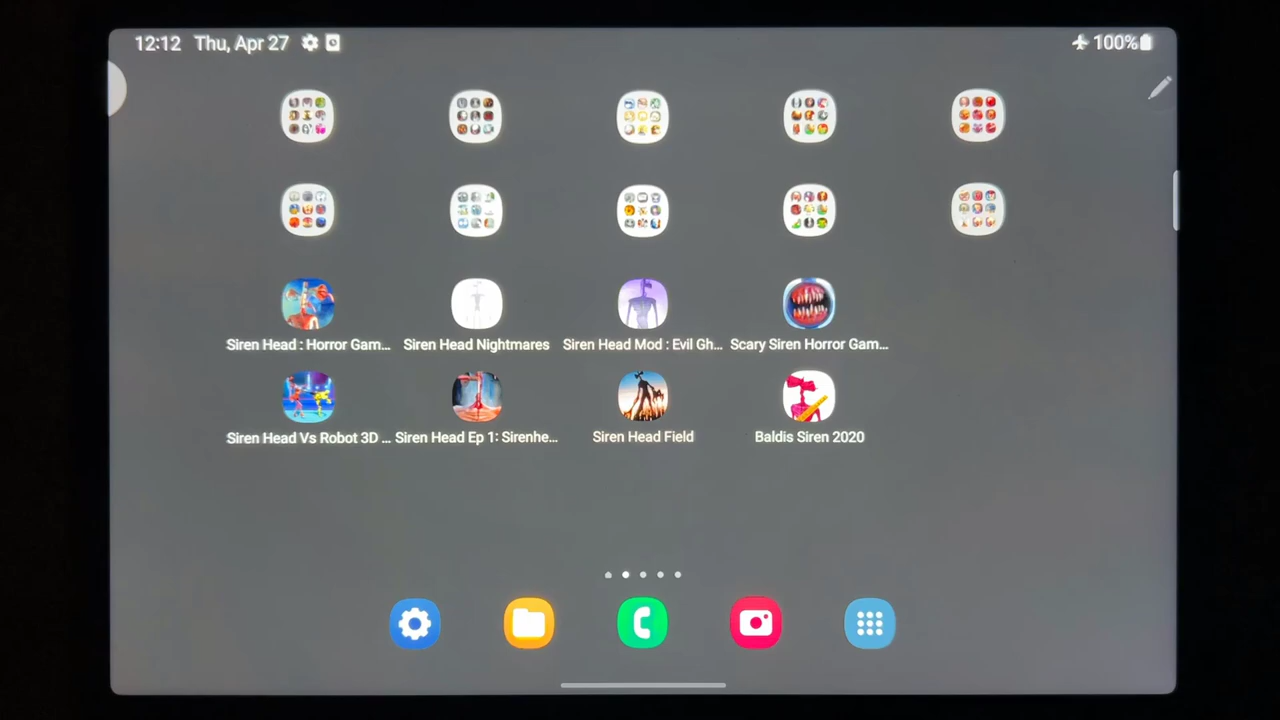 12:12 Thu, Apr 27
100%
Siren Head : Horror Gam...
Siren Head Nightmares
Siren Head Mod : Evil Gh...
Scary Siren Horror Gam...
Siren Head Vs Robot 3D ...
Siren Head Ep 1: Sirenhe...
Siren Head Field
Baldis Siren 2020